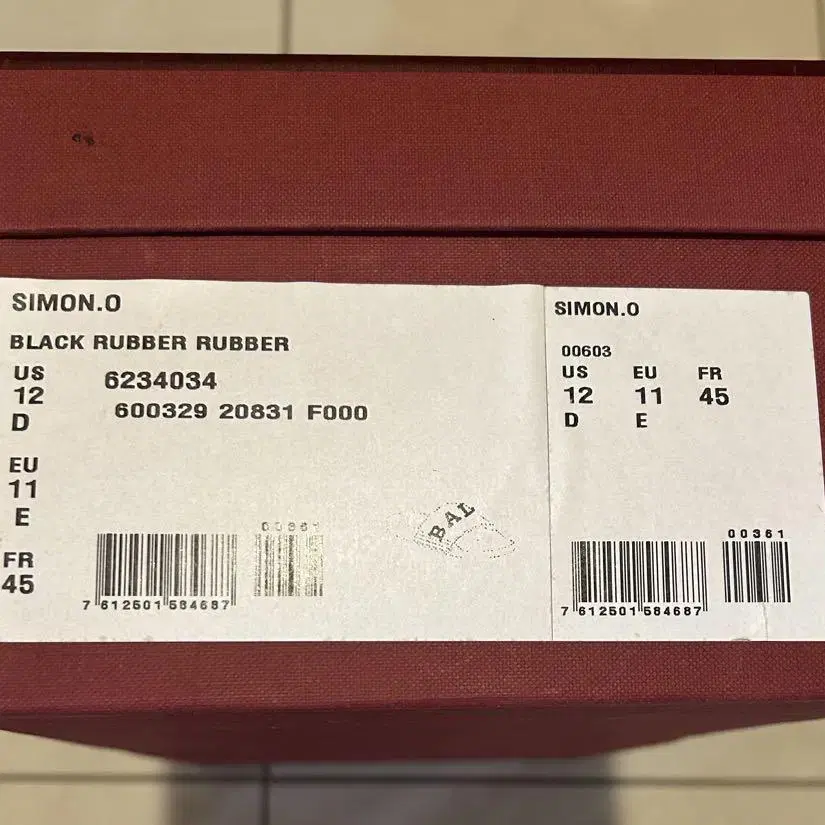 SIMON.O
BLACK RUBBER RUBBER
US
12
D
6234034
600329 20831 F000
EU
11
E
FR
45
00361
7 612501 584687
BAL
SIMON.O
00603
US EU FR
12 11 45
D E
00361
7 612501 584687